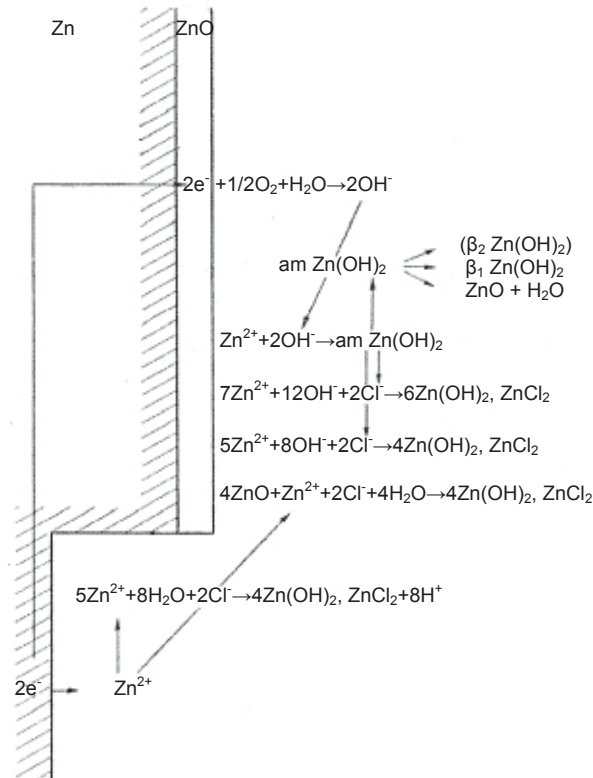 Zn ZnO
2e⁻ +1/2O₂+H₂O→2OH⁻
(β₂ Zn(OH)₂)
am Zn(OH)₂ β₁ Zn(OH)₂
ZnO + H₂O
Zn²⁺+2OH⁻→am Zn(OH)₂
7Zn²⁺+12OH⁻+2Cl⁻→6Zn(OH)₂, ZnCl₂
5Zn²⁺+8OH⁻+2Cl⁻→4Zn(OH)₂, ZnCl₂
4ZnO+Zn²⁺+2Cl⁻+4H₂O→4Zn(OH)₂, ZnCl₂
5Zn²⁺+8H₂O+2Cl⁻→4Zn(OH)₂, ZnCl₂+8H⁺
2e⁻ Zn²⁺